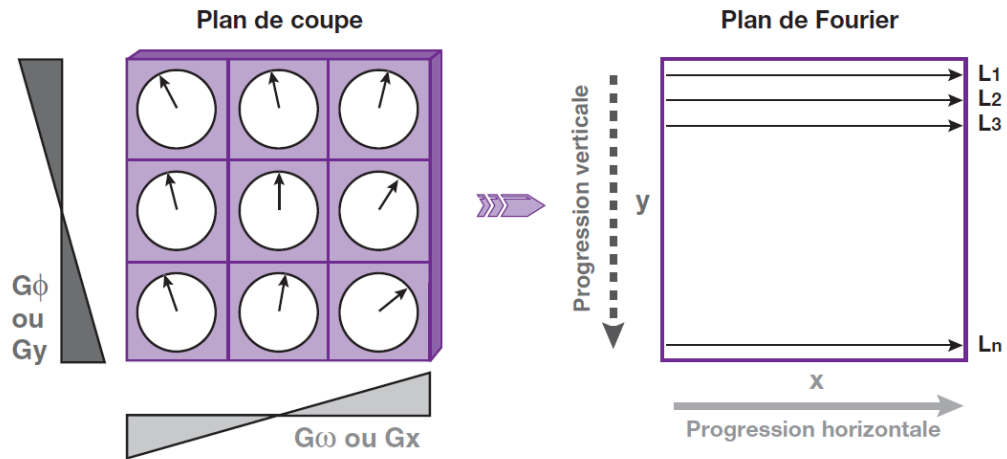 Plan de coupe
Plan de Fourier
Gϕ
ou
Gy
Gω ou Gx
Progression verticale
y
L1
L2
L3
Ln
x
Progression horizontale